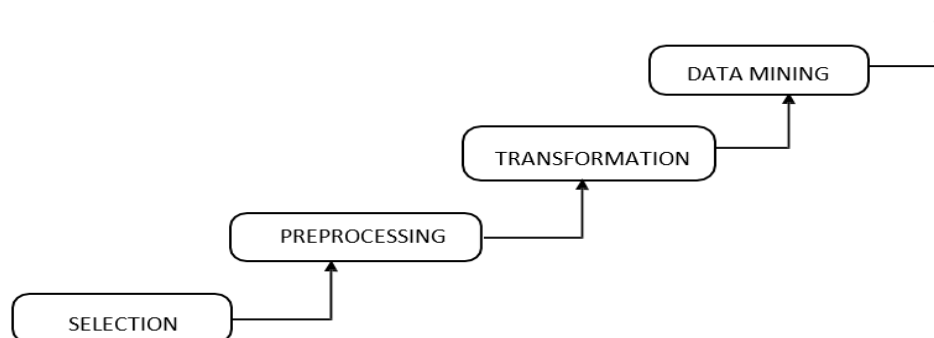 DATA MINING
TRANSFORMATION
PREPROCESSING
SELECTION